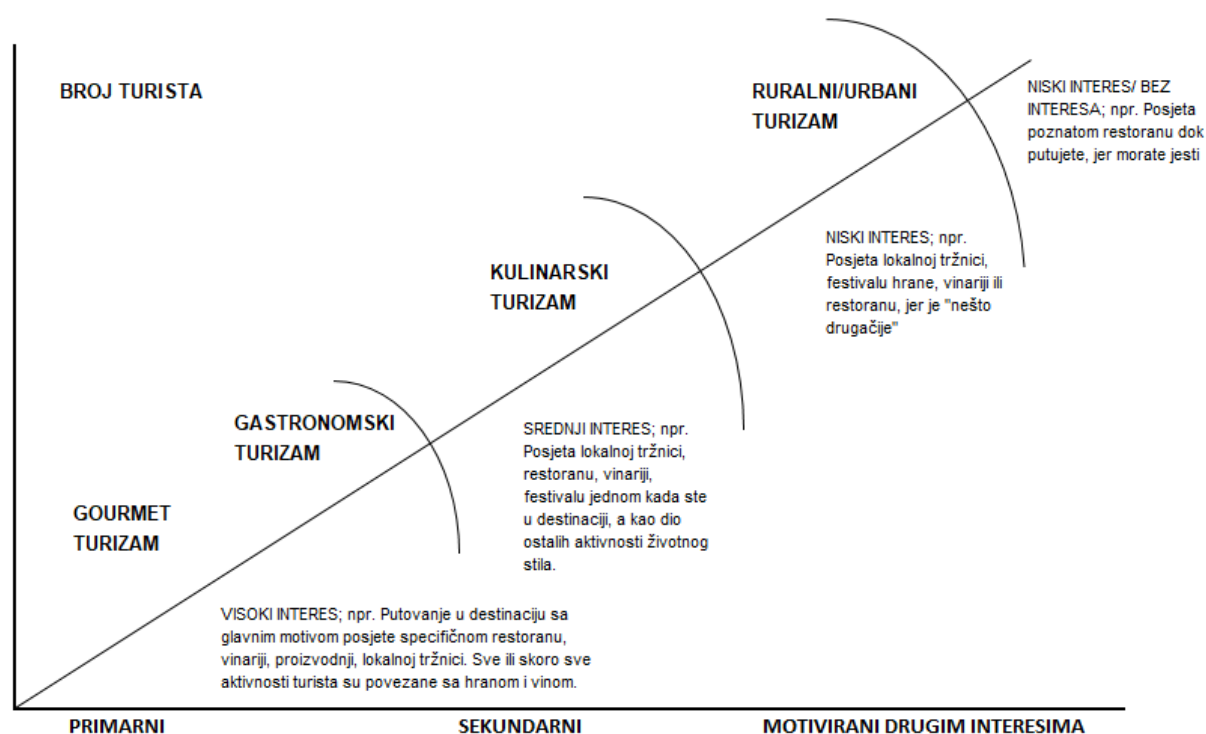 BROJ TURISTA
RURALNI/URBANI
TURIZAM
NISKI INTERES/ BEZ
INTERESA; npr. Posjeta
poznatom restoranu dok
putujete, jer morate jesti
NISKI INTERES; npr.
Posjeta lokalnoj tržnici,
festivalu hrane, vinariji ili
restoranu, jer je "nešto
drugačije"
KULINARSKI
TURIZAM
GASTRONOMSKI
TURIZAM
SREDNJI INTERES; npr.
Posjeta lokalnoj tržnici,
restoranu, vinariji,
festivalu jednom kada ste
u destinaciji, a kao dio
ostalih aktivnosti životnog
stila.
GOURMET
TURIZAM
VISOKI INTERES; npr. Putovanje u destinaciju sa
glavnim motivom posjete specifičnom restoranu,
vinariji, proizvodnji, lokalnoj tržnici. Sve ili skoro sve
aktivnosti turista su povezane sa hranom i vinom.
PRIMARNI
SEKUNDARNI
MOTIVIRANI DRUGIM INTERESIMA